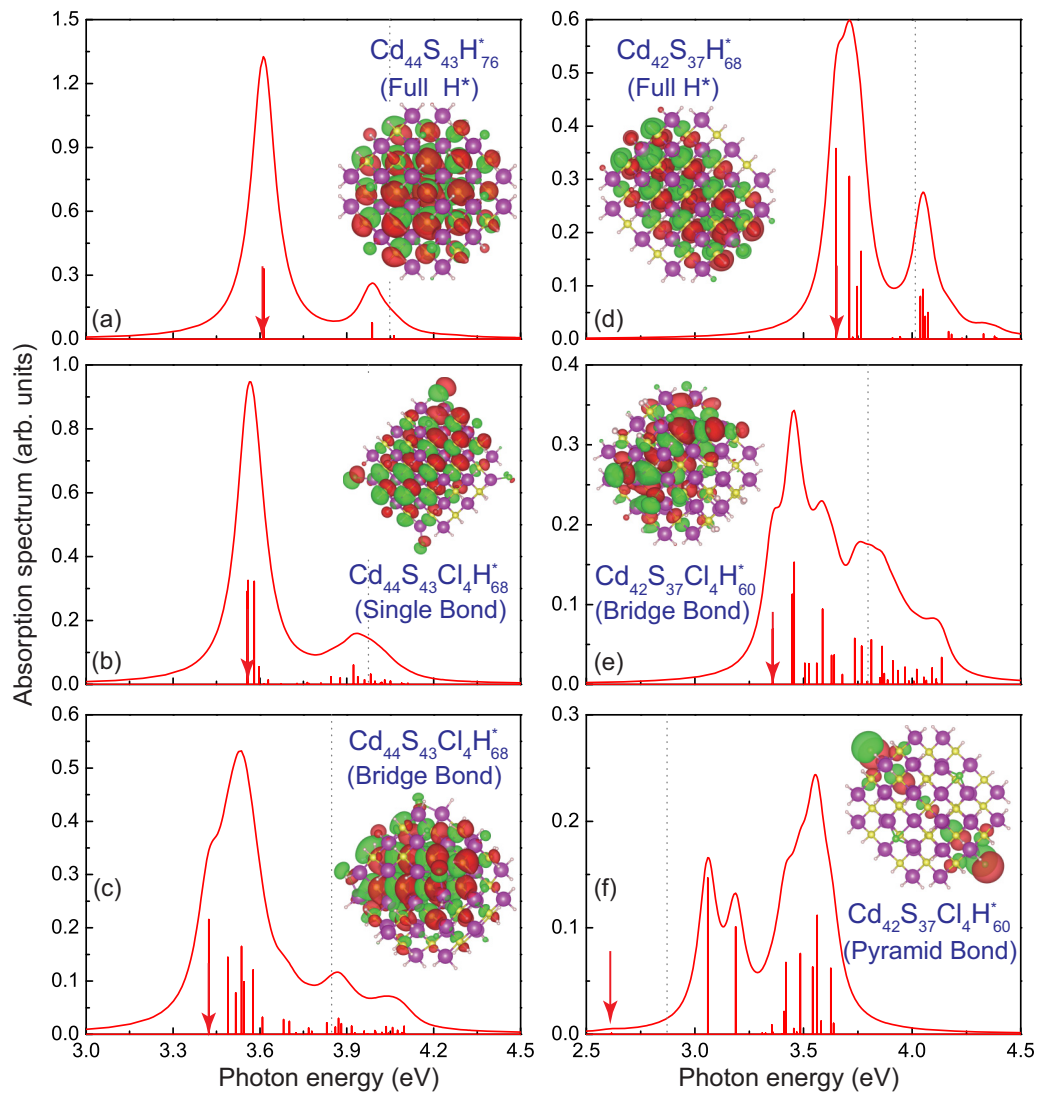 Absorption spectrum (arb. units)
1.5
1.2
0.9
0.6
0.3
0.0
Cd44S43H*76
(Full H*)
(a)
0.6
0.5
0.4
0.3
0.2
0.1
0.0
Cd42S37H*68
(Full H*)
(d)
1.0
0.8
0.6
0.4
0.2
0.0
Cd44S43Cl4H*68
(Single Bond)
(b)
0.4
0.3
0.2
0.1
0.0
Cd42S37Cl4H*60
(Bridge Bond)
(e)
0.6
0.5
0.4
0.3
0.2
0.1
0.0
Cd44S43Cl4H*68
(Bridge Bond)
(c)
3.0 3.3 3.6 3.9 4.2 4.5
Photon energy (eV)
0.3
0.2
0.1
0.0
Cd42S37Cl4H*60
(Pyramid Bond)
(f)
2.5 3.0 3.5 4.0 4.5
Photon energy (eV)